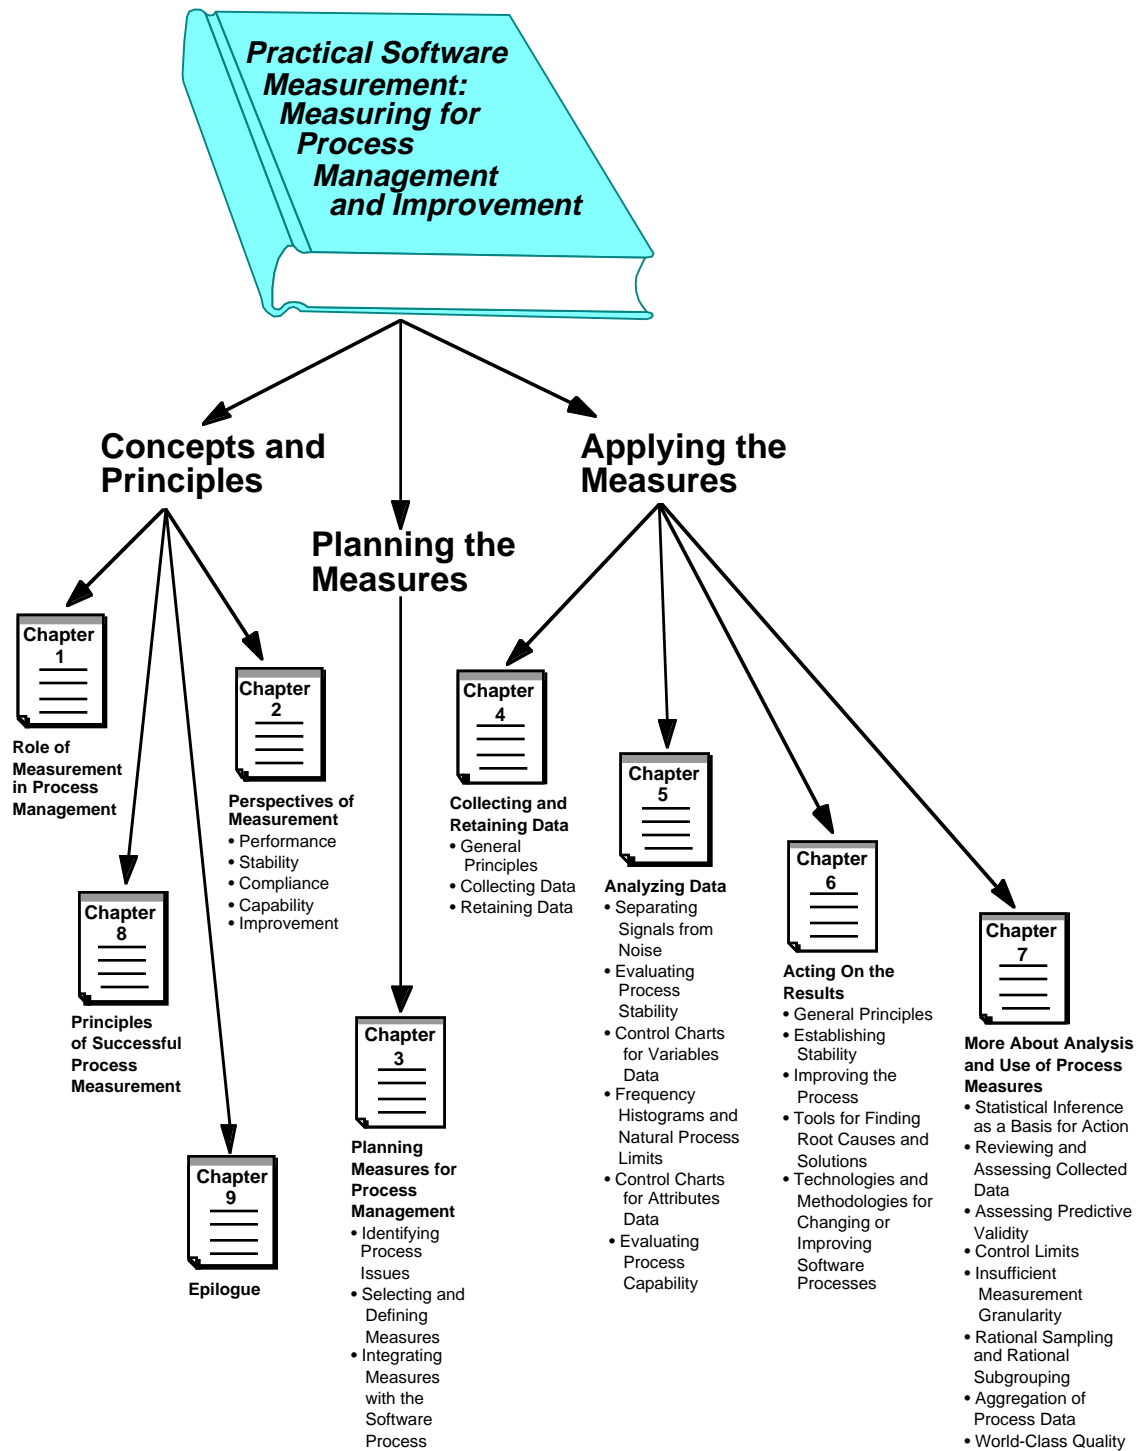 Practical Software
Measurement:
Measuring for
Process
Management
and Improvement
Concepts and
Principles
Applying the
Measures
Planning the
Measures
Chapter
1
Role of
Measurement
in Process
Management
Chapter
2
Perspectives of
Measurement
• Performance
• Stability
• Compliance
• Capability
• Improvement
Chapter
8
Principles
of Successful
Process
Measurement
Chapter
9
Epilogue
Chapter
3
Planning
Measures for
Process
Management
• Identifying
Process
Issues
• Selecting and
Defining
Measures
• Integrating
Measures
with the
Software
Process
Chapter
4
Collecting and
Retaining Data
• General
Principles
• Collecting Data
• Retaining Data
Chapter
5
Analyzing Data
• Separating
Signals from
Noise
• Evaluating
Process
Stability
• Control Charts
for Variables
Data
• Frequency
Histograms and
Natural Process
Limits
• Control Charts
for Attributes
Data
• Evaluating
Process
Capability
Chapter
6
Acting On the
Results
• General Principles
• Establishing
Stability
• Improving the
Process
• Tools for Finding
Root Causes and
Solutions
• Technologies and
Methodologies for
Changing or
Improving
Software
Processes
Chapter
7
More About Analysis
and Use of Process
Measures
• Statistical Inference
as a Basis for Action
• Reviewing and
Assessing Collected
Data
• Assessing Predictive
Validity
• Control Limits
• Insufficient
Measurement
Granularity
• Rational Sampling
and Rational
Subgrouping
• Aggregation of
Process Data
• World-Class Quality